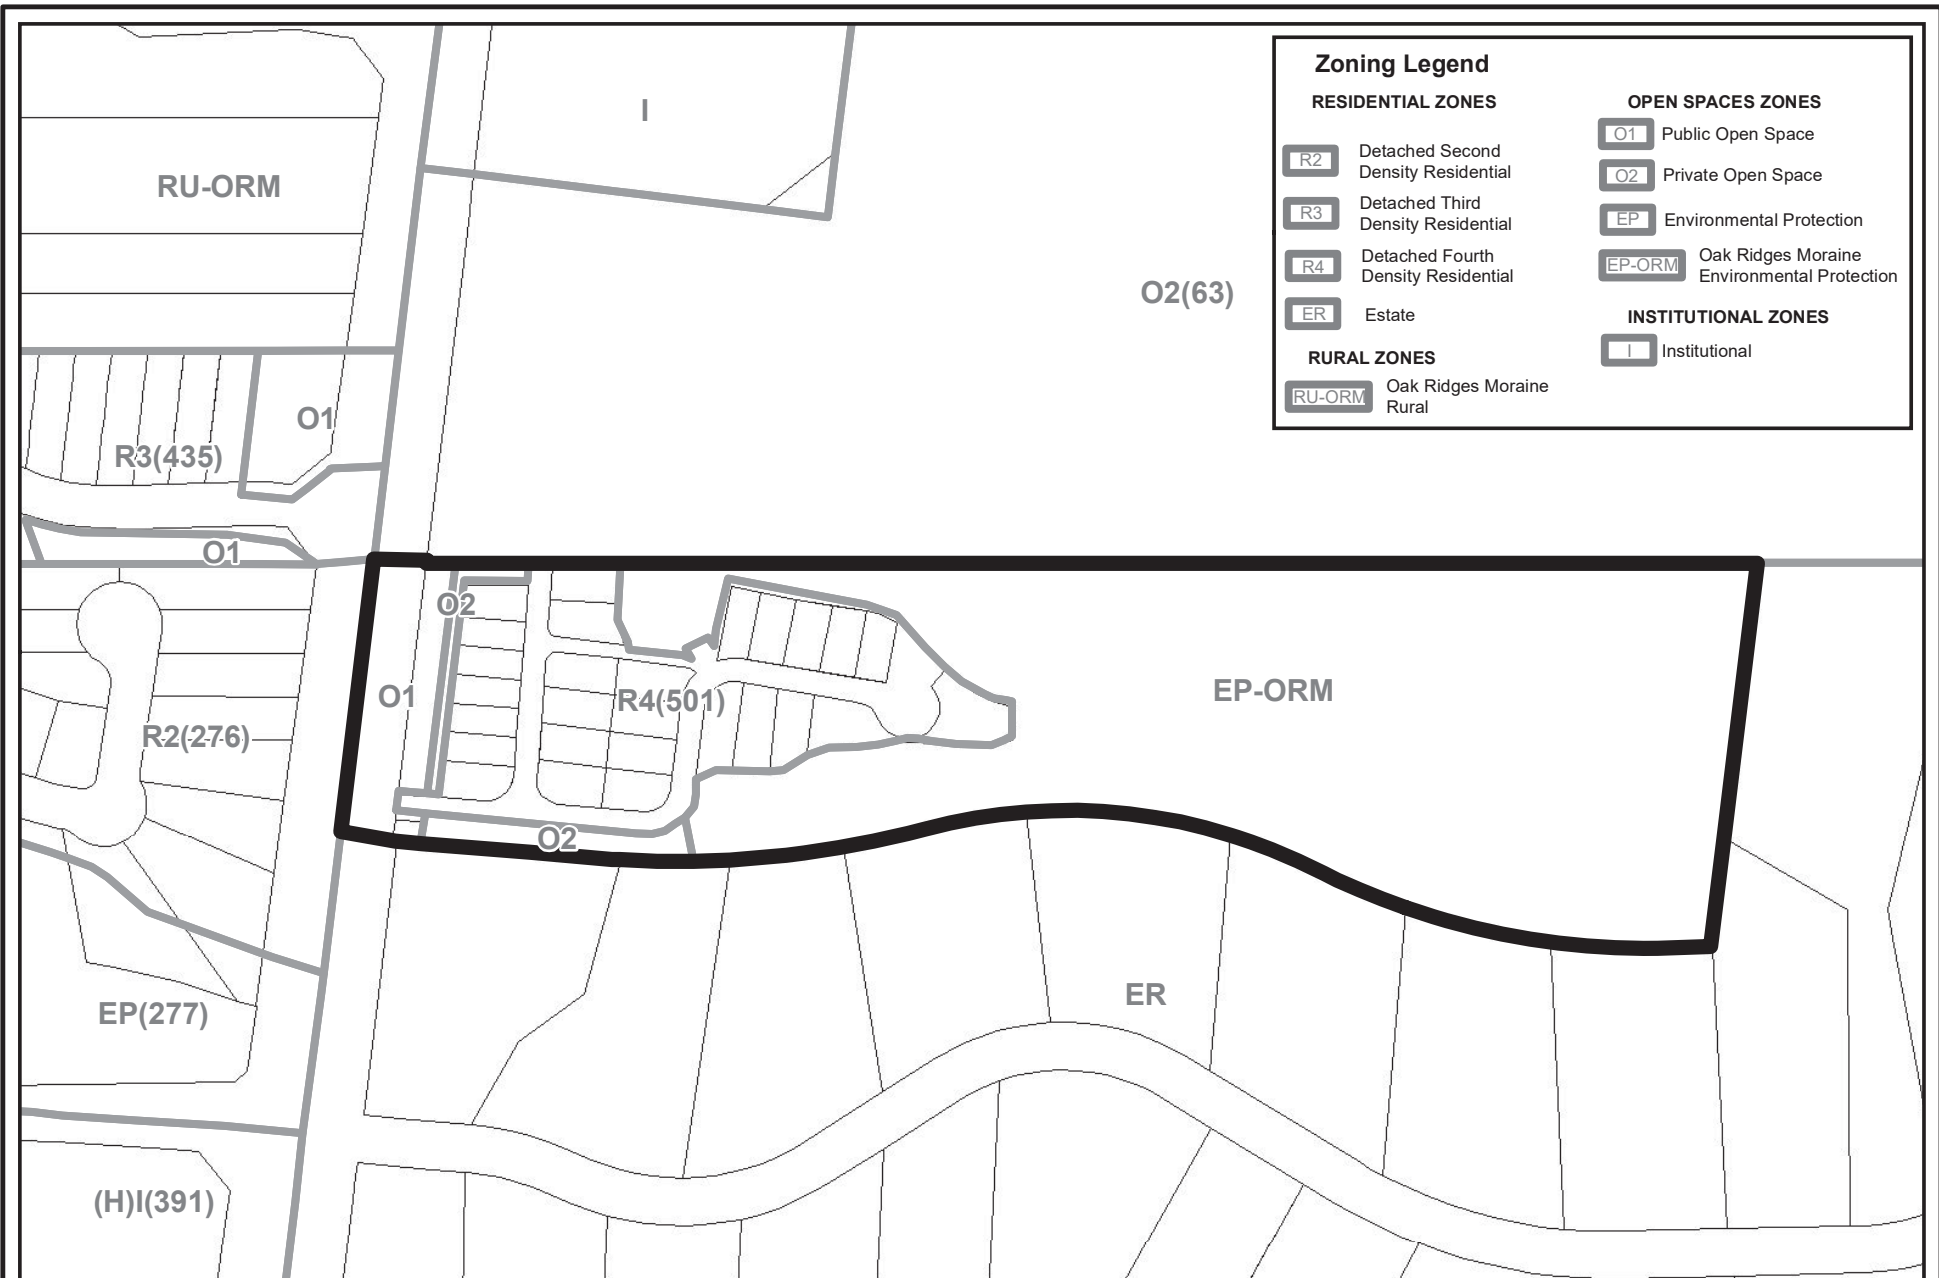 Zoning Legend
RESIDENTIAL ZONES
R2 Detached Second
Density Residential
R3 Detached Third
Density Residential
R4 Detached Fourth
Density Residential
ER Estate
RURAL ZONES
RU-ORM Oak Ridges Moraine
Rural
OPEN SPACES ZONES
O1 Public Open Space
O2 Private Open Space
EP Environmental Protection
EP-ORM Oak Ridges Moraine
Environmental Protection
INSTITUTIONAL ZONES
I Institutional
I
RU-ORM
O2(63)
O1
R3(435)
O1
O2
O1
R4(501)
EP-ORM
R2(276)
O2
ER
EP(277)
(H)I(391)